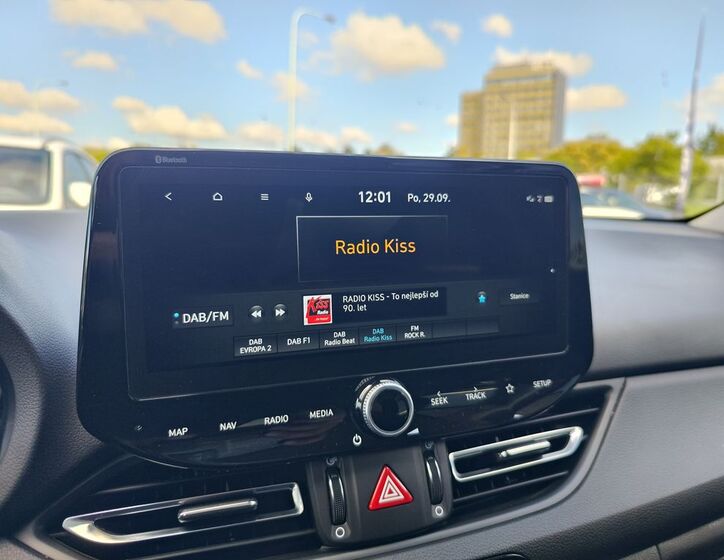 Bluetooth
12:01 Po, 29.09.
Radio Kiss
DAB/FM
KISS
Radio
RADIO KISS - To nejlepší od
90. let
Stanice
DAB
EVROPA 2
DAB F1
DAB
Radio Beat
DAB
Radio Kiss
FM
ROCK R.
MAP
NAV
RADIO
MEDIA
SEEK
TRACK
SETUP